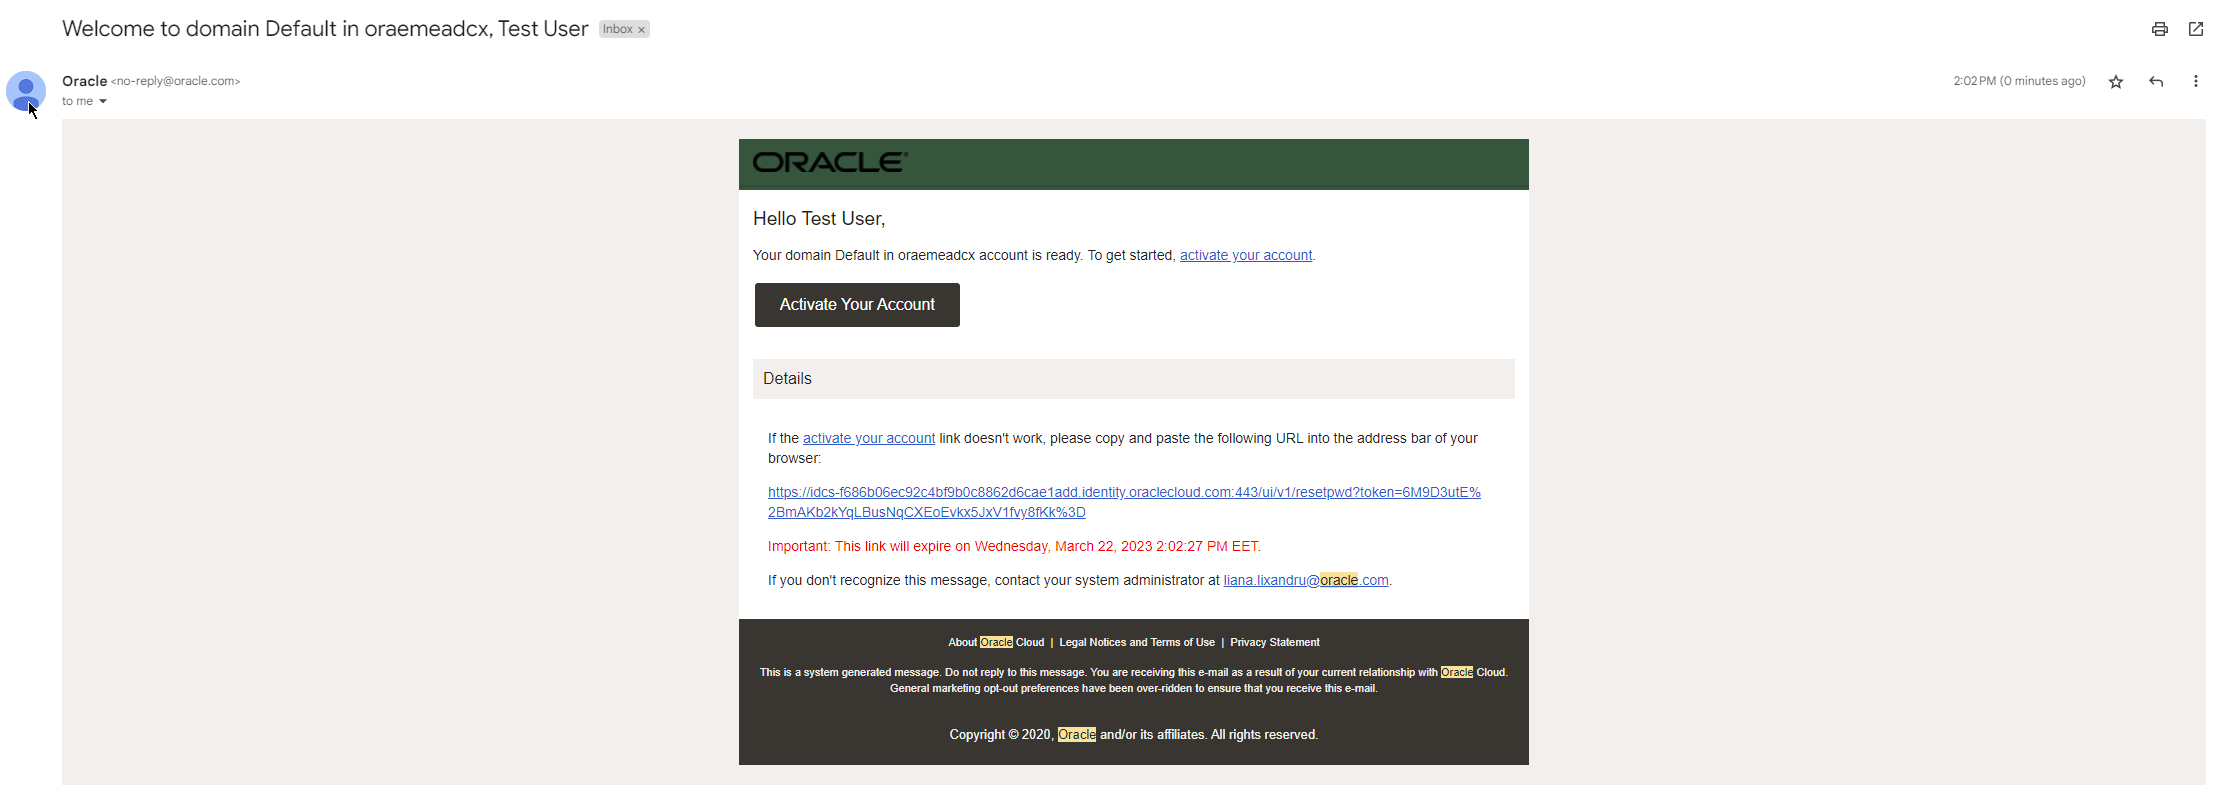 Welcome to domain Default in oraemeadcx, Test User Inbox ×
Oracle <no-reply@oracle.com> 2:02 PM (0 minutes ago)
to me
ORACLE®
Hello Test User,
Your domain Default in oraemeadcx account is ready. To get started, activate your account.
Activate Your Account
Details
If the activate your account link doesn't work, please copy and paste the following URL into the address bar of your
browser:
https://idcs-f686b06ec92c4bf9b0c8862d6cae1add.identity.oraclecloud.com:443/ui/v1/resetpwd?token=6M9D3utE%
2BmAKb2kYqLBusNqCXEoEvkx5JxV1fvy8fKk%3D
Important: This link will expire on Wednesday, March 22, 2023 2:02:27 PM EET.
If you don't recognize this message, contact your system administrator at liana.lixandru@oracle.com.
About Oracle Cloud | Legal Notices and Terms of Use | Privacy Statement
This is a system generated message. Do not reply to this message. You are receiving this e-mail as a result of your current relationship with Oracle Cloud.
General marketing opt-out preferences have been over-ridden to ensure that you receive this e-mail.
Copyright © 2020, Oracle and/or its affiliates. All rights reserved.